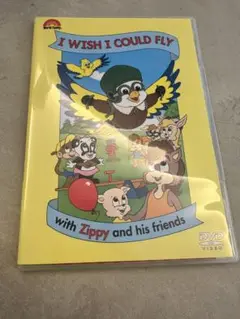 I WISH I COULD FLY
with Zippy and his friends
DVD
VIDEO